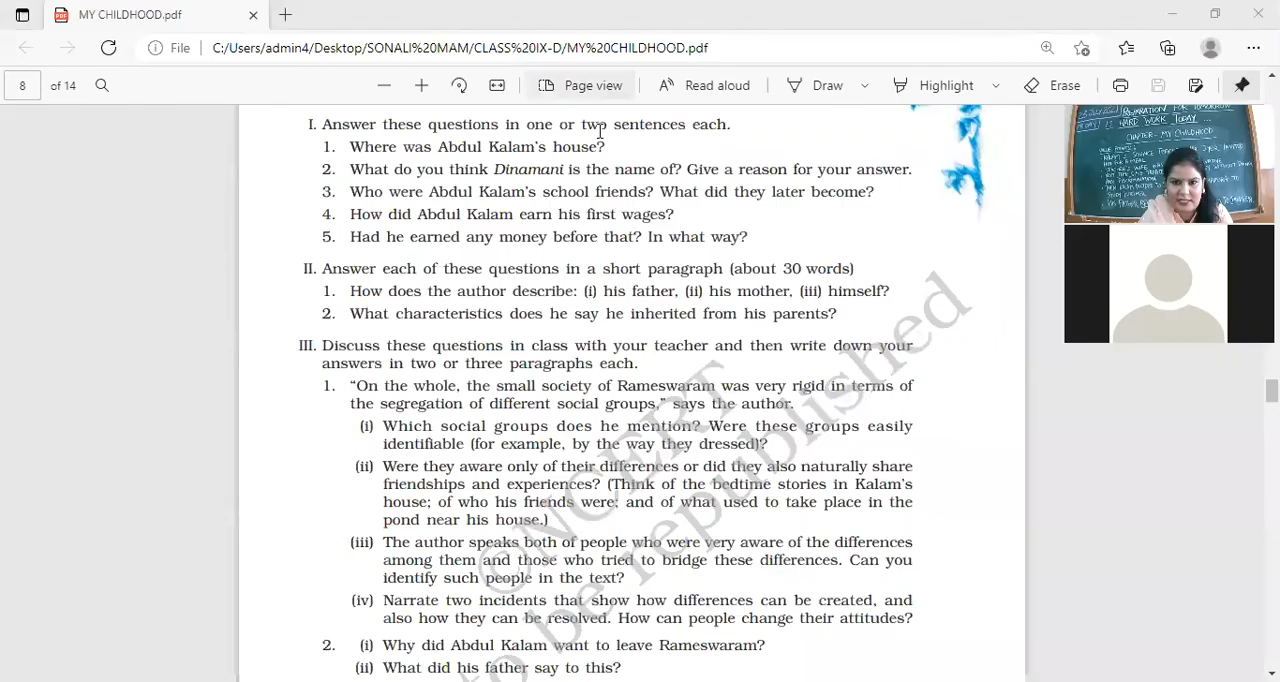 MY CHILDHOOD.pdf
File C:/Users/admin4/Desktop/SONALI%20MAM/CLASS%20IX-D/MY%20CHILDHOOD.pdf
8 of 14 Page view Read aloud Draw Highlight Erase
I. Answer these questions in one or two sentences each.
1. Where was Abdul Kalam's house?
2. What do you think Dinamani is the name of? Give a reason for your answer.
3. Who were Abdul Kalam's school friends? What did they later become?
4. How did Abdul Kalam earn his first wages?
5. Had he earned any money before that? In what way?
II. Answer each of these questions in a short paragraph (about 30 words)
1. How does the author describe: (i) his father, (ii) his mother, (iii) himself?
2. What characteristics does he say he inherited from his parents?
III. Discuss these questions in class with your teacher and then write down your
answers in two or three paragraphs each.
1. “On the whole, the small society of Rameswaram was very rigid in terms of
the segregation of different social groups,” says the author.
(i) Which social groups does he mention? Were these groups easily
identifiable (for example, by the way they dressed)?
(ii) Were they aware only of their differences or did they also naturally share
friendships and experiences? (Think of the bedtime stories in Kalam's
house; of who his friends were; and of what used to take place in the
pond near his house.)
(iii) The author speaks both of people who were very aware of the differences
among them and those who tried to bridge these differences. Can you
identify such people in the text?
(iv) Narrate two incidents that show how differences can be created, and
also how they can be resolved. How can people change their attitudes?
2. (i) Why did Abdul Kalam want to leave Rameswaram?
(ii) What did his father say to this?
©NCERT
to be republished
HARD WORK TODAY
CHAPTER - MY CHILDHOOD